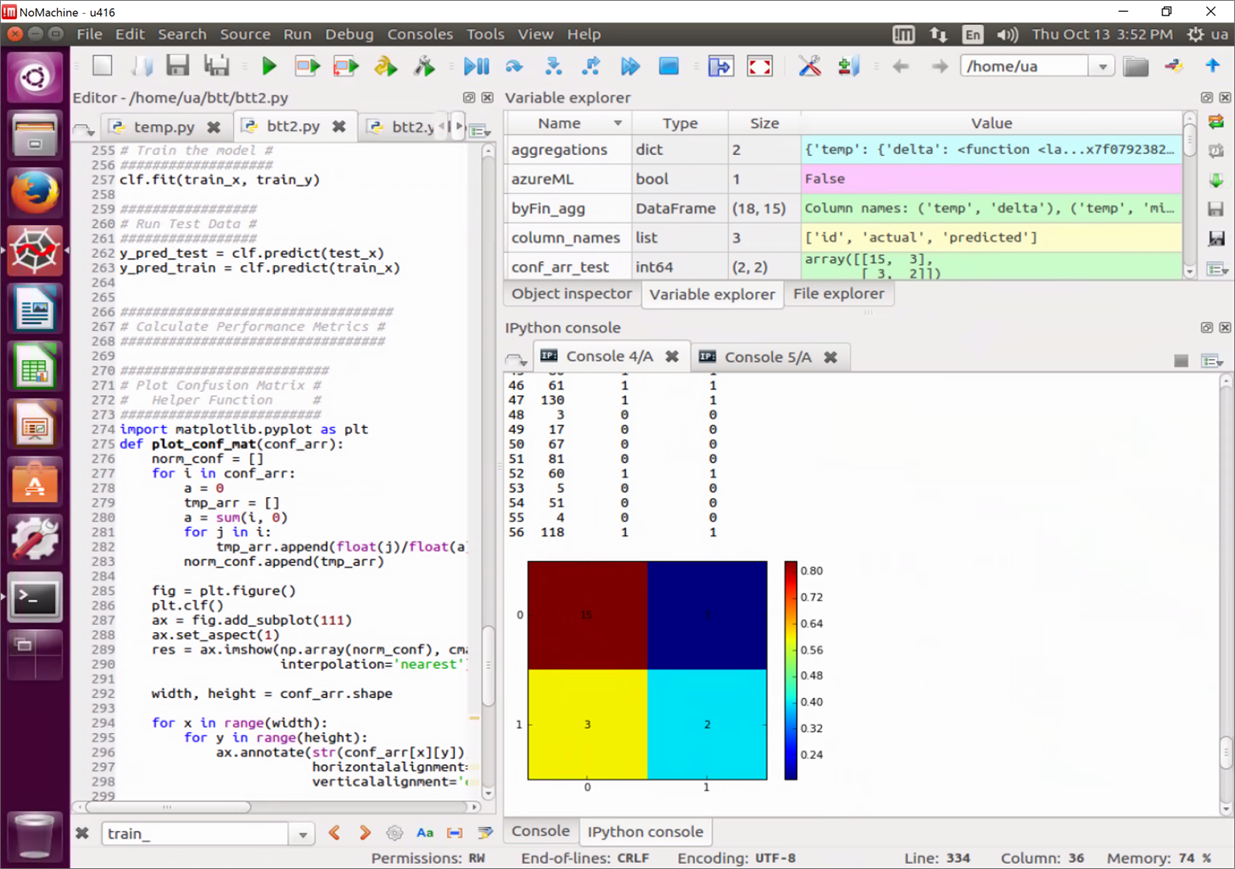 NoMachine - u416
File Edit Search Source Run Debug Consoles Tools View Help
!M En Thu Oct 13 3:52 PM ua
/home/ua
Editor - /home/ua/btt/btt2.py
temp.py btt2.py btt2.y
255 # Train the model #
256 ###################
257 clf.fit(train_x, train_y)
258
259 #################
260 # Run Test Data #
261 #################
262 y_pred_test = clf.predict(test_x)
263 y_pred_train = clf.predict(train_x)
264
265
266 ##################################
267 # Calculate Performance Metrics #
268 #################################
269
270 ##########################
271 # Plot Confusion Matrix #
272 #   Helper Function     #
273 #########################
274 import matplotlib.pyplot as plt
275 def plot_conf_mat(conf_arr):
276     norm_conf = []
277     for i in conf_arr:
278         a = 0
279         tmp_arr = []
280         a = sum(i, 0)
281         for j in i:
282             tmp_arr.append(float(j)/float(a)
283         norm_conf.append(tmp_arr)
284
285     fig = plt.figure()
286     plt.clf()
287     ax = fig.add_subplot(111)
288     ax.set_aspect(1)
289     res = ax.imshow(np.array(norm_conf), cma
290                     interpolation='nearest')
291
292     width, height = conf_arr.shape
293
294     for x in range(width):
295         for y in range(height):
296             ax.annotate(str(conf_arr[x][y])
297                         horizontalalignment=
298                         verticalalignment='
299
train_
Aa
Variable explorer
Name Type Size Value
aggregations dict 2 {'temp': {'delta': <function <la...x7f0792382...
azureML bool 1 False
byFin_agg DataFrame (18, 15) Column names: ('temp', 'delta'), ('temp', 'mi...
column_names list 3 ['id', 'actual', 'predicted']
conf_arr_test int64 (2, 2) array([[15,  3],
[ 3,  2]])
Object inspector Variable explorer File explorer
IPython console
IP: Console 4/A IP: Console 5/A
46 61 1 1
47 130 1 1
48 3 0 0
49 17 0 0
50 67 0 0
51 81 0 0
52 60 1 1
53 5 0 0
54 51 0 0
55 4 0 0
56 118 1 1
0 15
1 3 2
0 1
0.80
0.72
0.64
0.56
0.48
0.40
0.32
0.24
Console IPython console
Permissions: RW End-of-lines: CRLF Encoding: UTF-8 Line: 334 Column: 36 Memory: 74 %